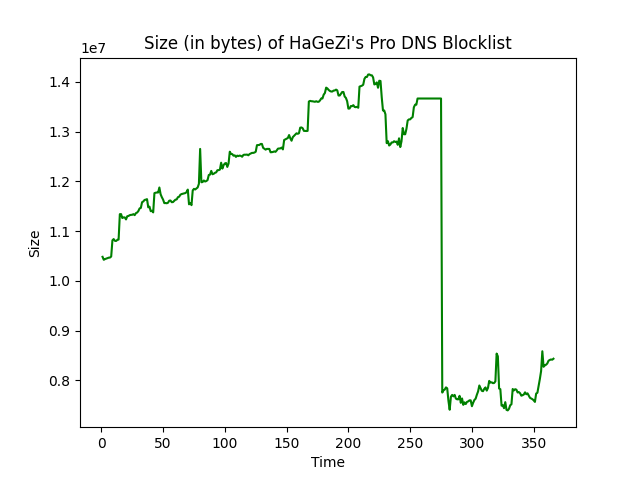 Size (in bytes) of HaGeZi's Pro DNS Blocklist
1e7
1.4
1.3
1.2
1.1
1.0
0.9
0.8
Size
0 50 100 150 200 250 300 350
Time